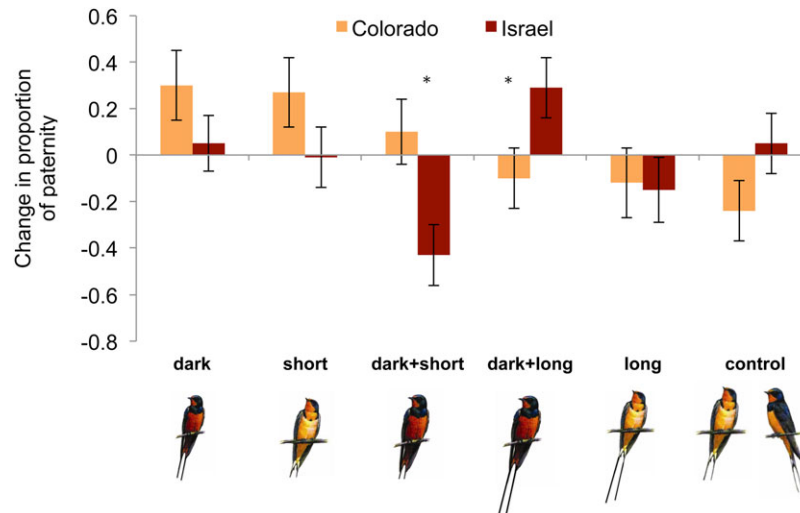 0.6
Colorado Israel
0.4
* *
0.2
0
-0.2
-0.4
-0.6
-0.8
Change in proportion
of paternity
dark short dark+short dark+long long control